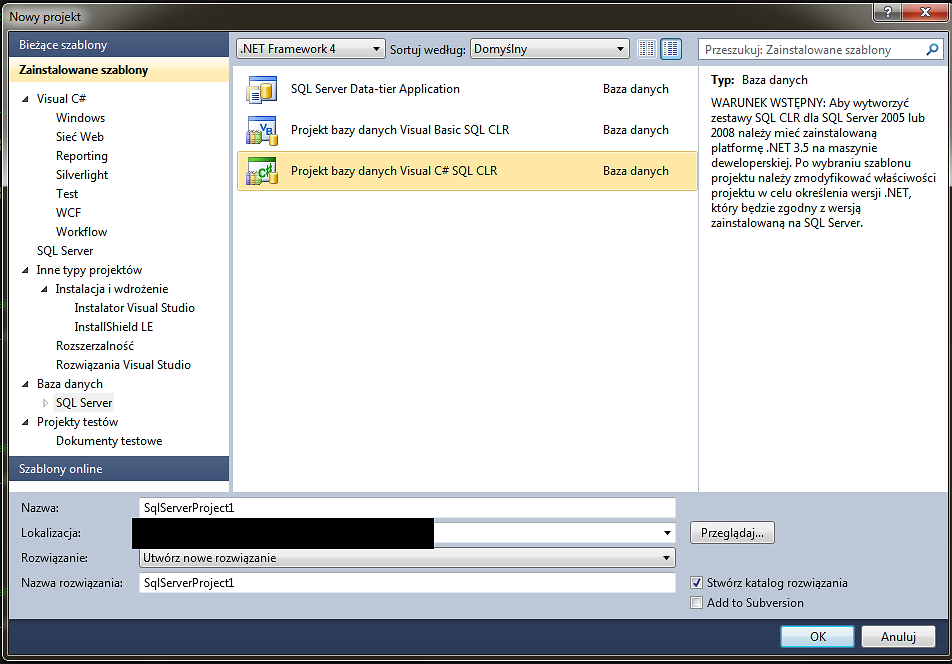 Nowy projekt
Bieżące szablony
Zainstalowane szablony
Visual C#
Windows
Sieć Web
Reporting
Silverlight
Test
WCF
Workflow
SQL Server
Inne typy projektów
Instalacja i wdrożenie
Instalator Visual Studio
InstallShield LE
Rozszerzalność
Rozwiązania Visual Studio
Baza danych
SQL Server
Projekty testów
Dokumenty testowe
Szablony online
.NET Framework 4 Sortuj według: Domyślny
SQL Server Data-tier Application Baza danych
Projekt bazy danych Visual Basic SQL CLR Baza danych
Projekt bazy danych Visual C# SQL CLR Baza danych
Przeszukuj: Zainstalowane szablony
Typ: Baza danych
WARUNEK WSTĘPNY: Aby wytworzyć
zestawy SQL CLR dla SQL Server 2005 lub
2008 należy mieć zainstalowaną
platformę .NET 3.5 na maszynie
deweloperskiej. Po wybraniu szablonu
projektu należy zmodyfikować właściwości
projektu w celu określenia wersji .NET,
który będzie zgodny z wersją
zainstalowaną na SQL Server.
Nazwa: SqlServerProject1
Lokalizacja: Przeglądaj...
Rozwiązanie: Utwórz nowe rozwiązanie
Nazwa rozwiązania: SqlServerProject1
Stwórz katalog rozwiązania
Add to Subversion
OK Anuluj